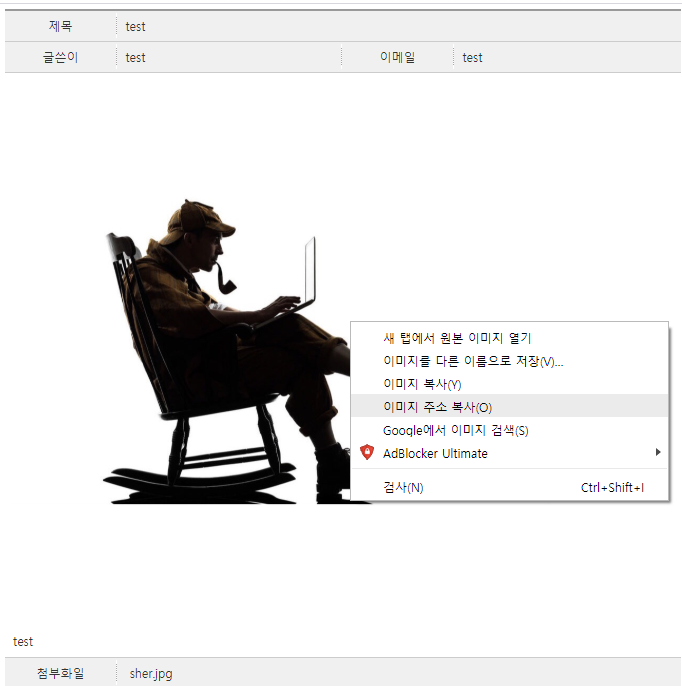 제목 test
글쓴이 test 이메일 test
새 탭에서 원본 이미지 열기
이미지를 다른 이름으로 저장(V)...
이미지 복사(Y)
이미지 주소 복사(O)
Google에서 이미지 검색(S)
AdBlocker Ultimate
검사(N) Ctrl+Shift+I
test
첨부화일 sher.jpg